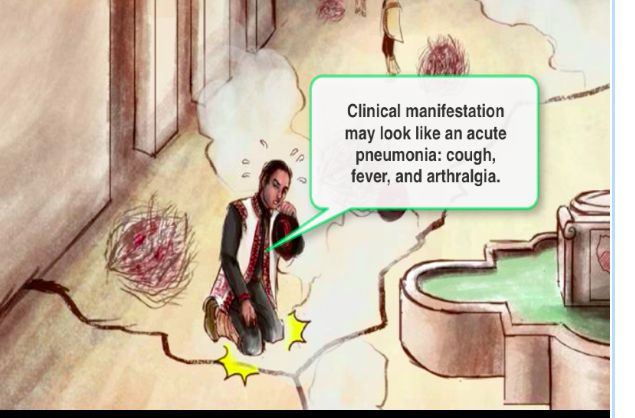 Clinical manifestation
may look like an acute
pneumonia: cough,
fever, and arthralgia.